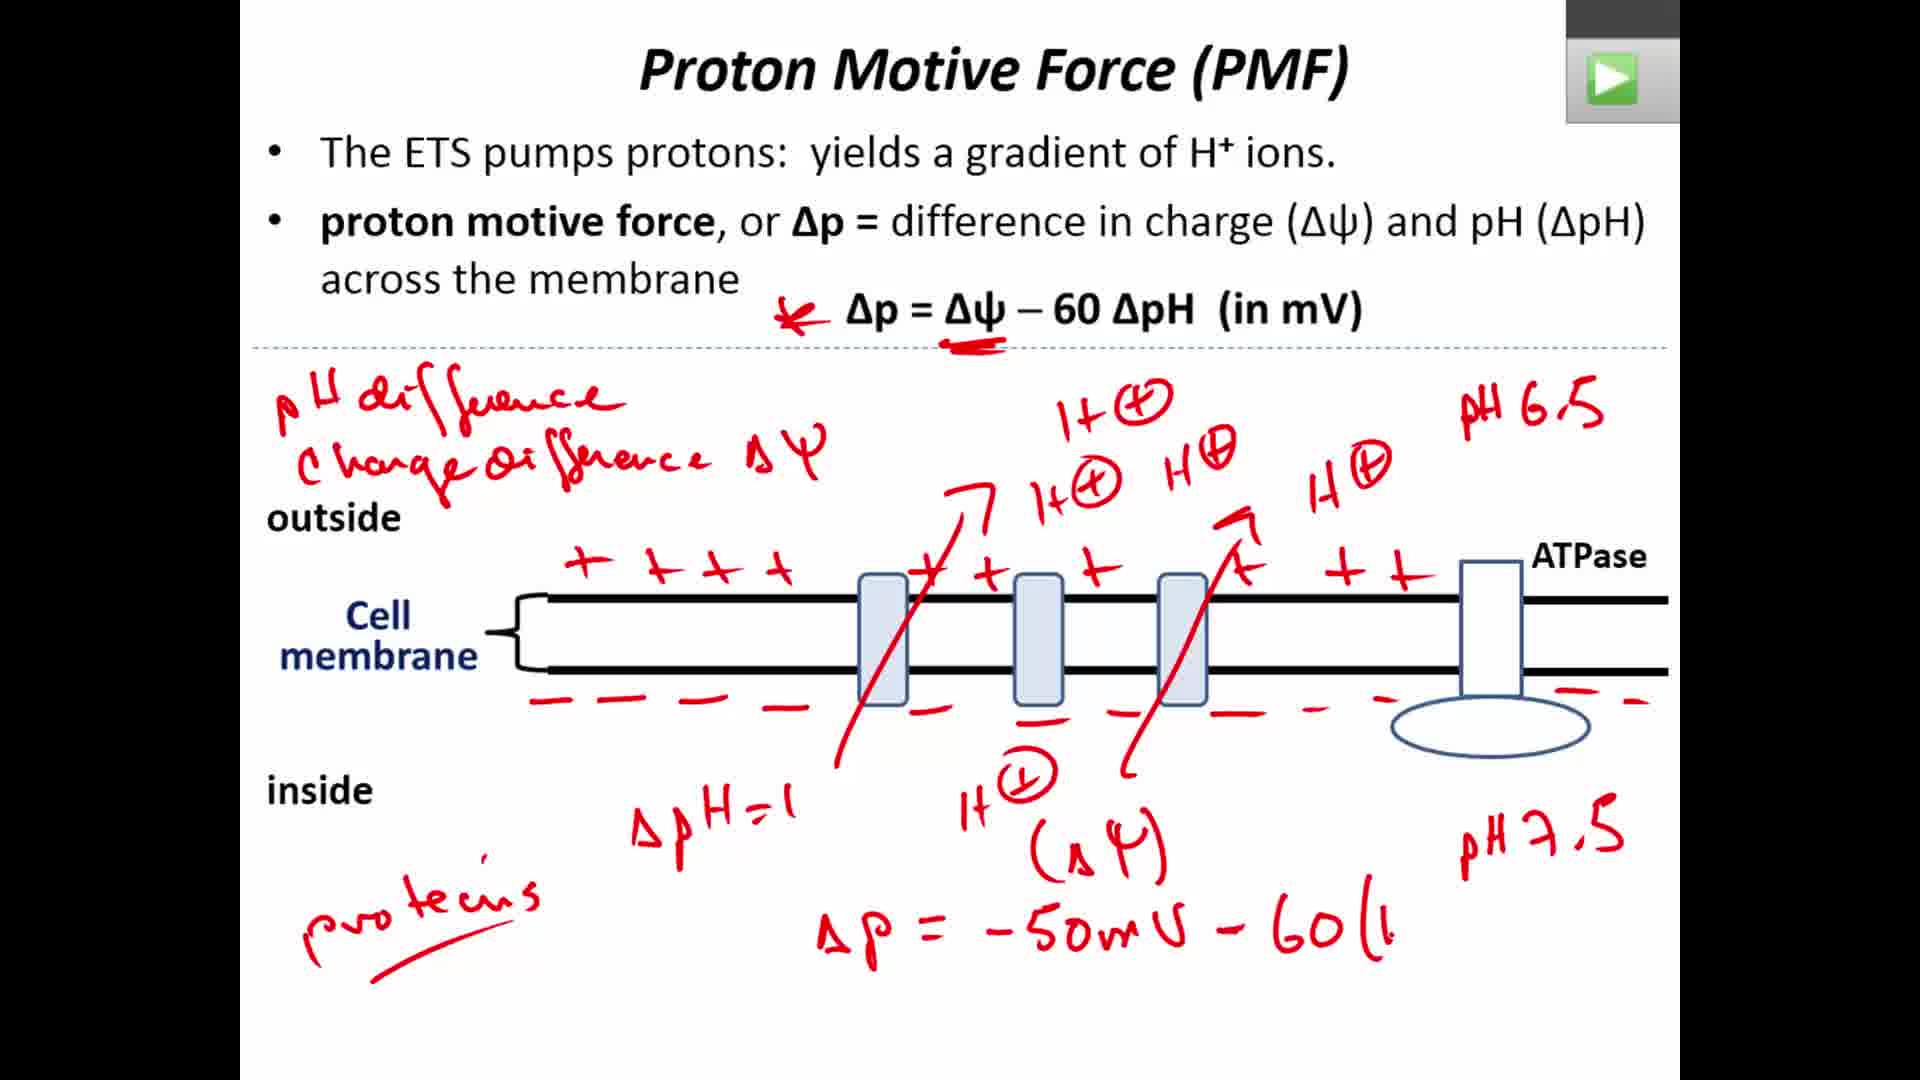 Proton Motive Force (PMF)
• The ETS pumps protons: yields a gradient of H⁺ ions.
• proton motive force, or Δp = difference in charge (Δψ) and pH (ΔpH)
across the membrane
Δp = Δψ – 60 ΔpH (in mV)
pH difference
Charge difference Δψ
H+
pH 6.5
H+
H+
H+
outside
+ + + + + + + + + +
ATPase
Cell
membrane
– – – – – – – – – – – – –
inside
ΔpH = 1
H+
(Δψ)
pH 7.5
proteins
Δp = -50mV - 60(1